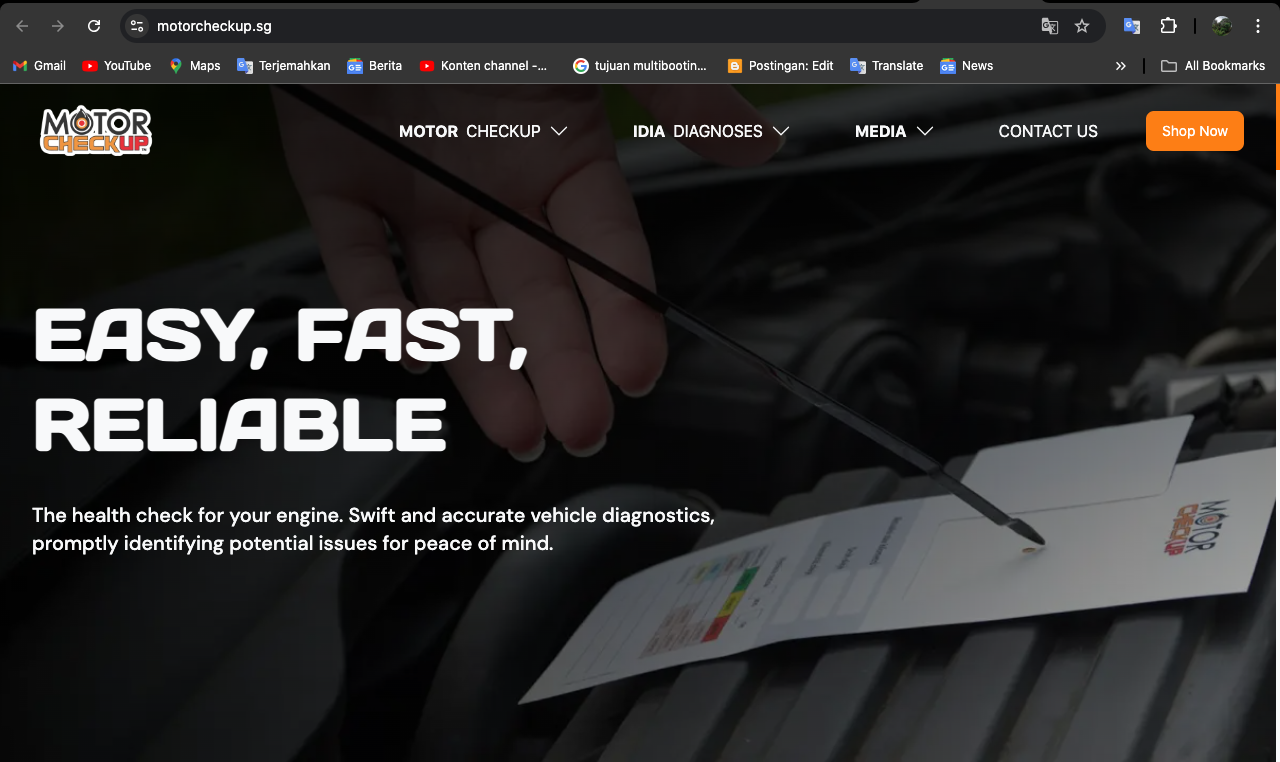 motorcheckup.sg
Gmail YouTube Maps Terjemahkan Berita Konten channel -... tujuan multibootin... Postingan: Edit Translate News » All Bookmarks
MOTOR
CHECKUP
MOTOR CHECKUP IDIA DIAGNOSES MEDIA CONTACT US Shop Now
EASY, FAST,
RELIABLE
The health check for your engine. Swift and accurate vehicle diagnostics,
promptly identifying potential issues for peace of mind.
MOTOR
CHECKUP